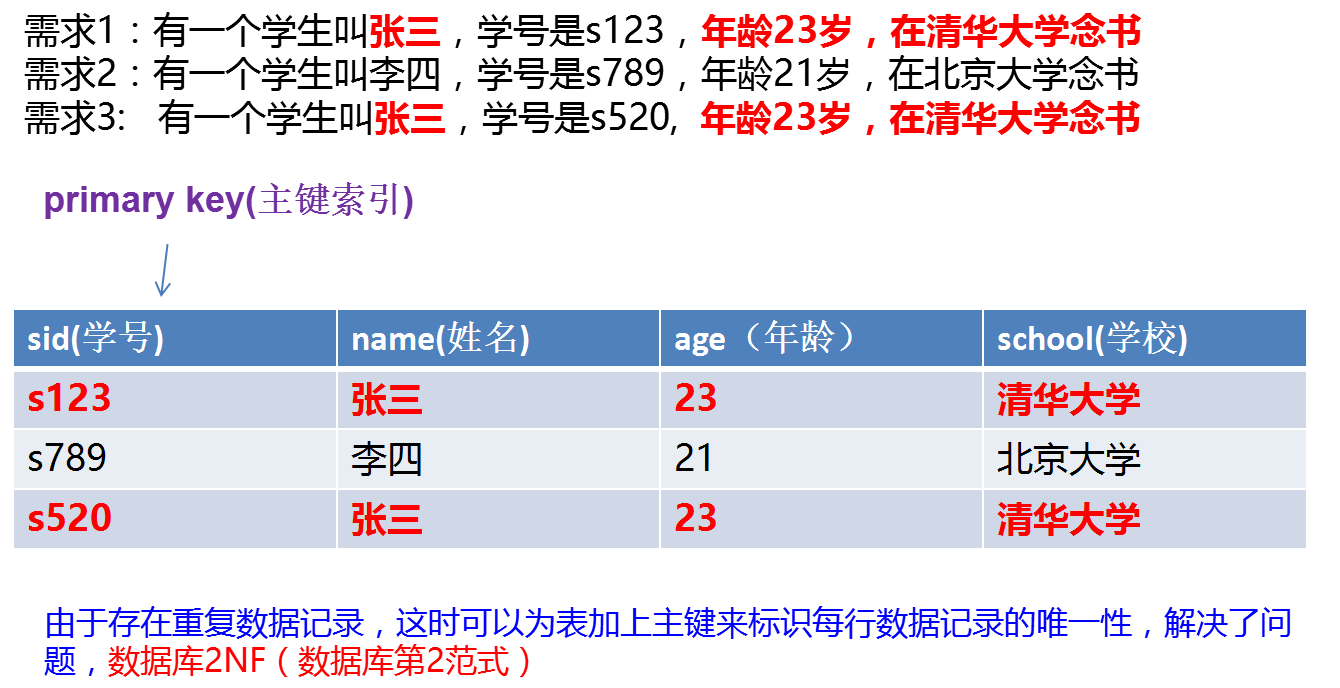 需求1：有一个学生叫张三，学号是s123，年龄23岁，在清华大学念书
需求2：有一个学生叫李四，学号是s789，年龄21岁，在北京大学念书
需求3: 有一个学生叫张三，学号是s520, 年龄23岁，在清华大学念书
primary key(主键索引)
sid(学号) name(姓名) age（年龄） school(学校)
s123 张三 23 清华大学
s789 李四 21 北京大学
s520 张三 23 清华大学
由于存在重复数据记录，这时可以为表加上主键来标识每行数据记录的唯一性，解决了问
题，数据库2NF（数据库第2范式）